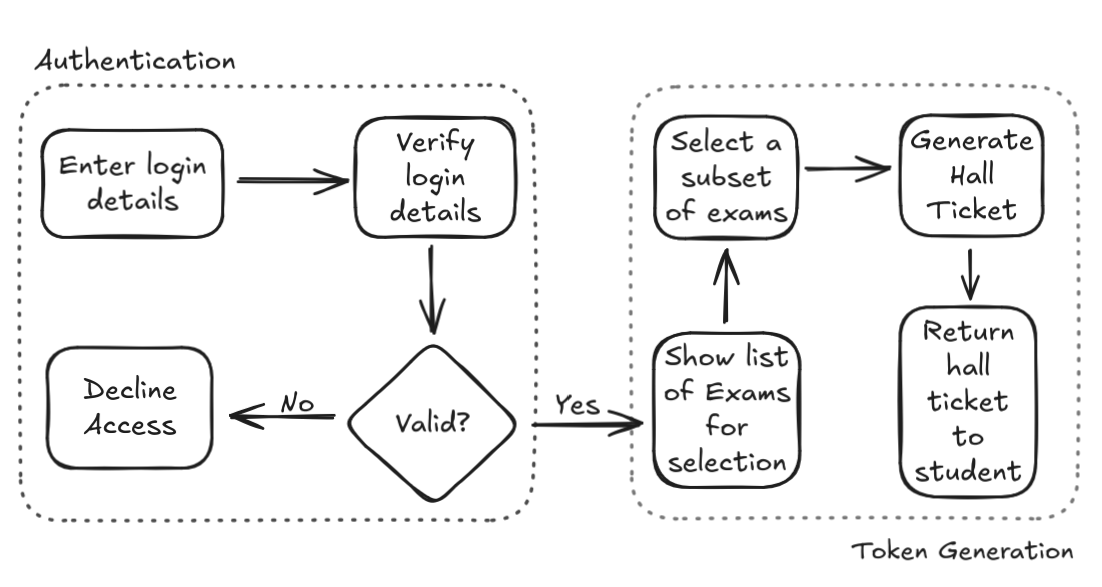 Authentication
Enter login
details
Verify
login
details
Valid?
No
Decline
Access
Yes
Show list
of Exams
for
selection
Select a
subset
of exams
Generate
Hall
Ticket
Return
hall
ticket
to
student
Token Generation